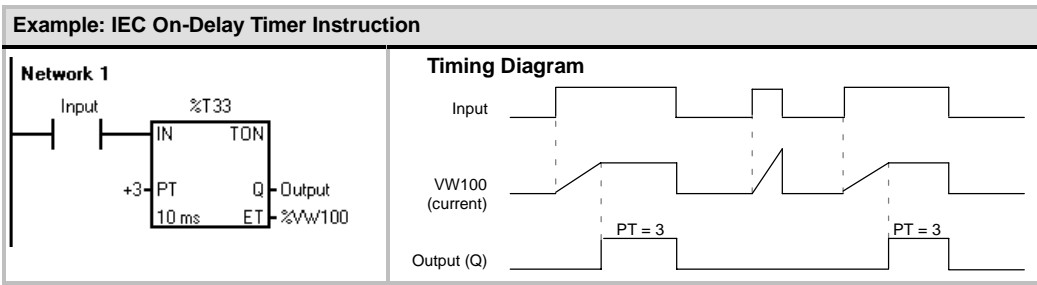 Example: IEC On-Delay Timer Instruction
Network 1
Input
%T33
IN
TON
+3
PT
Q
Output
10 ms
ET
%VW100
Timing Diagram
Input
VW100
(current)
PT = 3
PT = 3
Output (Q)